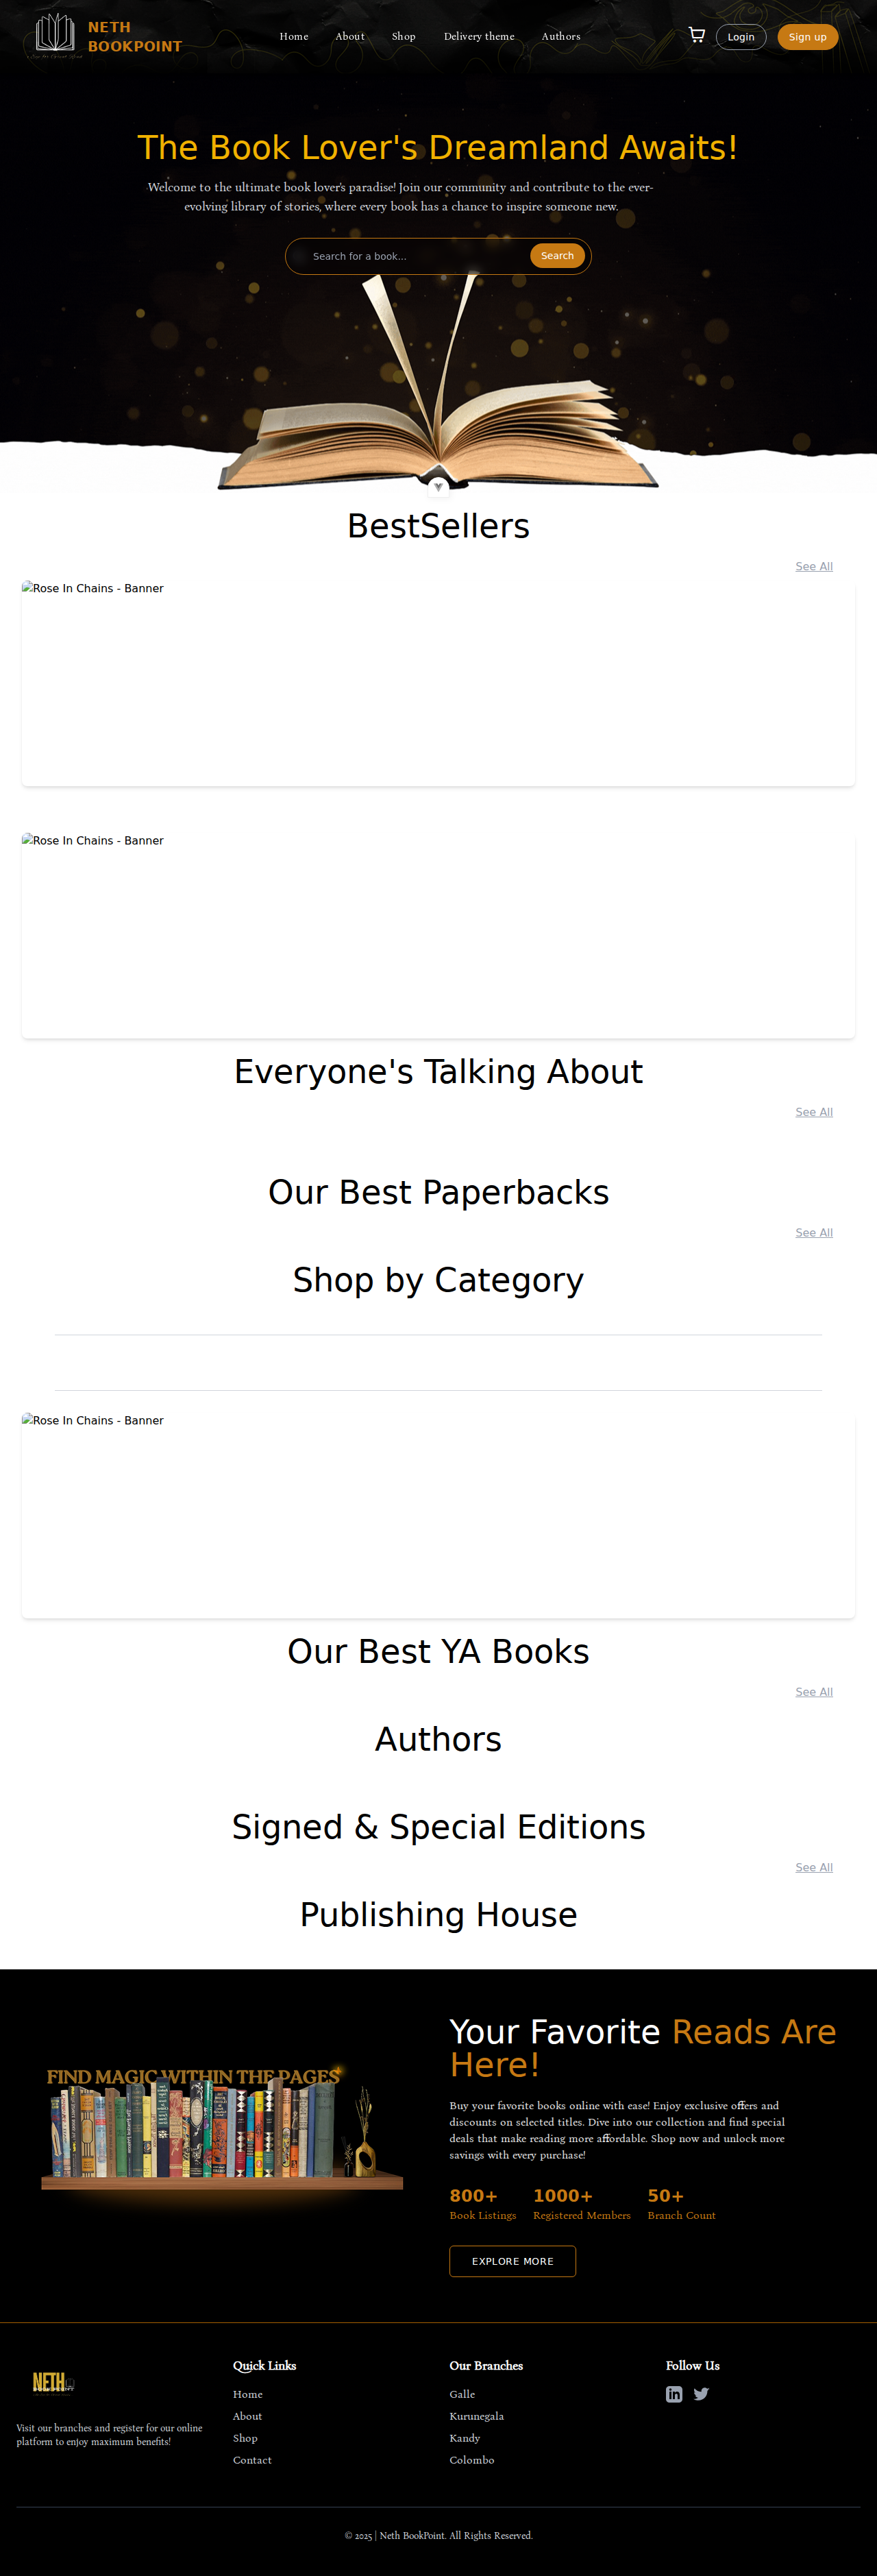 NETH
BOOKPOINT
Home About Shop Delivery theme Authors
Login
Sign up
The Book Lover's Dreamland Awaits!
Welcome to the ultimate book lover's paradise! Join our community and contribute to the ever-
evolving library of stories, where every book has a chance to inspire someone new.
Search for a book...
Search
BestSellers
See All
Rose In Chains - Banner
Rose In Chains - Banner
Everyone's Talking About
See All
Our Best Paperbacks
See All
Shop by Category
Rose In Chains - Banner
Our Best YA Books
See All
Authors
Signed & Special Editions
See All
Publishing House
FIND MAGIC WITHIN THE PAGES
Your Favorite Reads Are
Here!
Buy your favorite books online with ease! Enjoy exclusive offers and
discounts on selected titles. Dive into our collection and find special
deals that make reading more affordable. Shop now and unlock more
savings with every purchase!
800+
Book Listings
1000+
Registered Members
50+
Branch Count
EXPLORE MORE
NETH
Visit our branches and register for our online
platform to enjoy maximum benefits!
Quick Links
Home
About
Shop
Contact
Our Branches
Galle
Kurunegala
Kandy
Colombo
Follow Us
© 2025 | Neth BookPoint. All Rights Reserved.